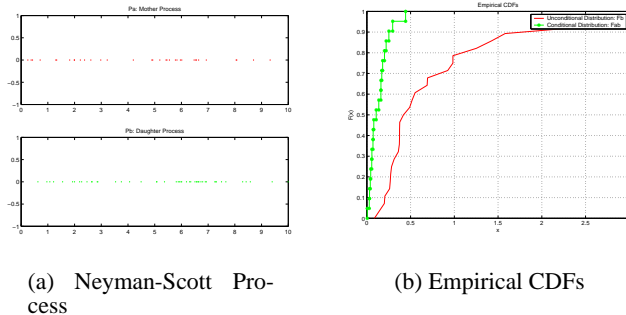 Pa: Mother Process
1
0.5
0
−0.5
−1
0 1 2 3 4 5 6 7 8 9 10
Pb: Daughter Process
1
0.5
0
−0.5
−1
0 1 2 3 4 5 6 7 8 9 10
(a) Neyman-Scott Pro-
cess
Empirical CDFs
Unconditional Distribution: Fb
Conditional Distribution: Fab
1
0.9
0.8
0.7
0.6
0.5
0.4
0.3
0.2
0.1
0
F(x)
0 0.5 1 1.5 2 2.5
x
(b) Empirical CDFs